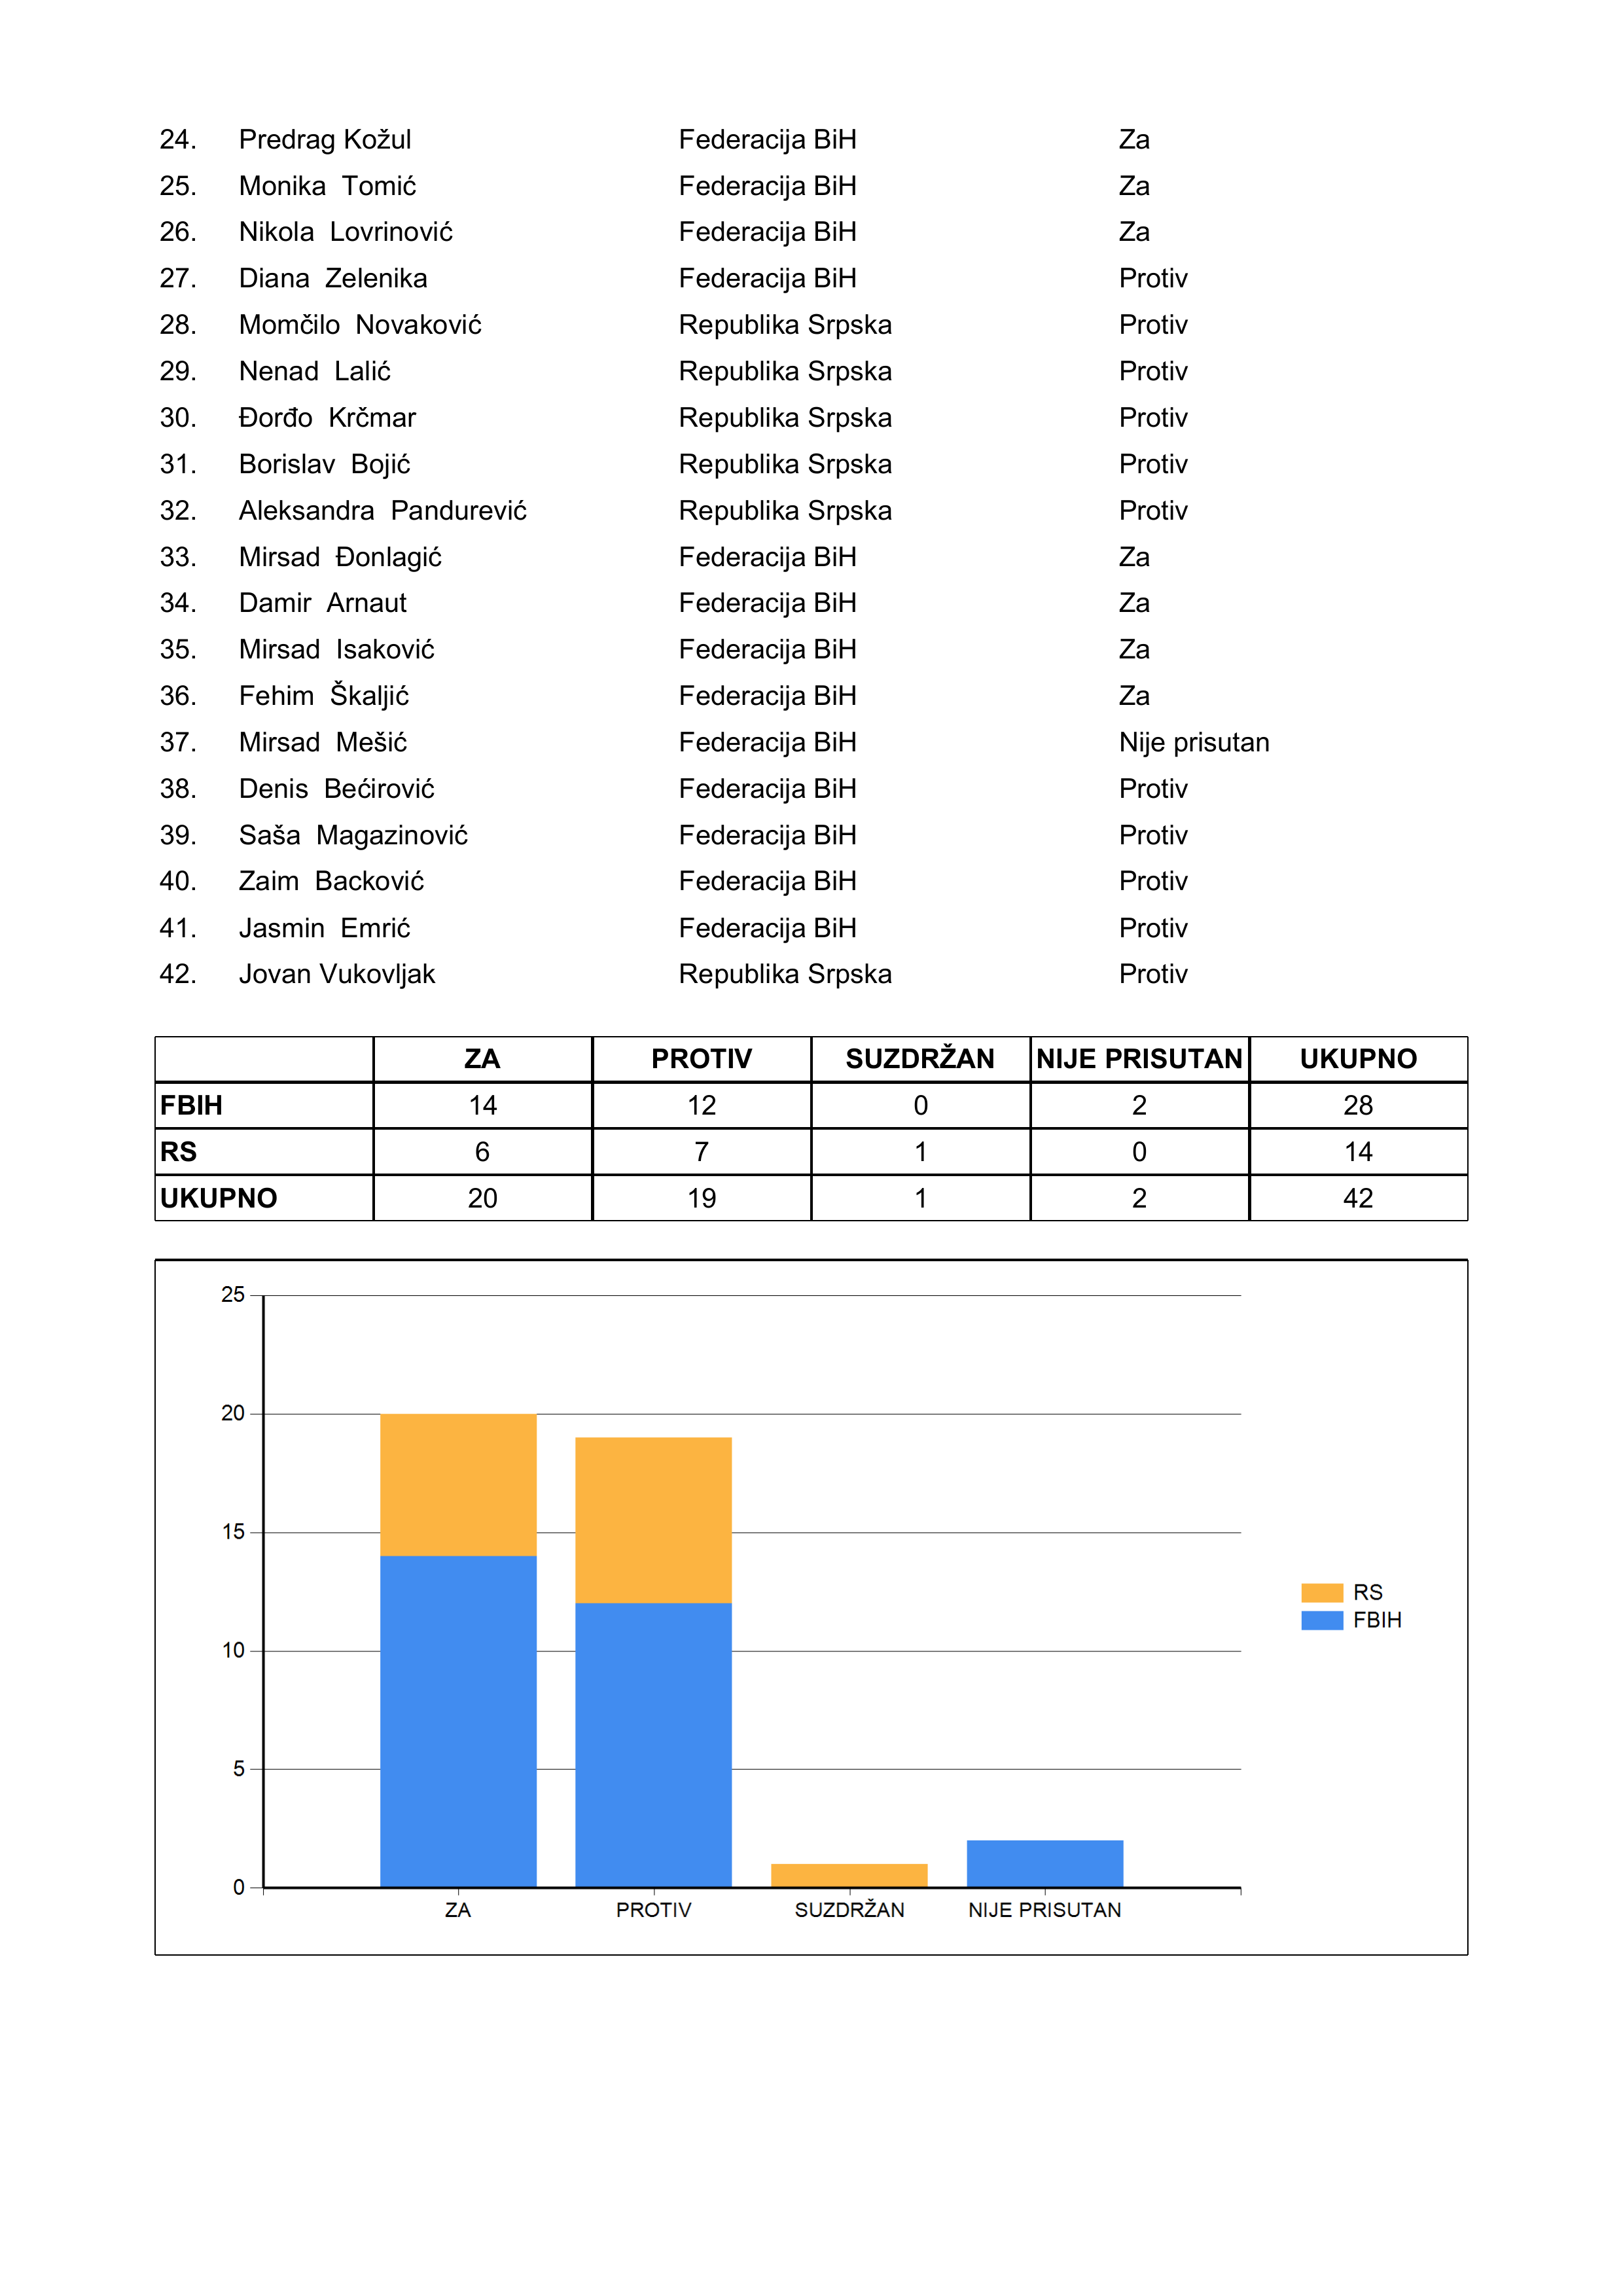 24. Predrag Kožul Federacija BiH Za
25. Monika Tomić Federacija BiH Za
26. Nikola Lovrinović Federacija BiH Za
27. Diana Zelenika Federacija BiH Protiv
28. Momčilo Novaković Republika Srpska Protiv
29. Nenad Lalić Republika Srpska Protiv
30. Đorđo Krčmar Republika Srpska Protiv
31. Borislav Bojić Republika Srpska Protiv
32. Aleksandra Pandurević Republika Srpska Protiv
33. Mirsad Đonlagić Federacija BiH Za
34. Damir Arnaut Federacija BiH Za
35. Mirsad Isaković Federacija BiH Za
36. Fehim Škaljić Federacija BiH Za
37. Mirsad Mešić Federacija BiH Nije prisutan
38. Denis Bećirović Federacija BiH Protiv
39. Saša Magazinović Federacija BiH Protiv
40. Zaim Backović Federacija BiH Protiv
41. Jasmin Emrić Federacija BiH Protiv
42. Jovan Vukovljak Republika Srpska Protiv
ZA PROTIV SUZDRŽAN NIJE PRISUTAN UKUPNO
FBIH 14 12 0 2 28
RS 6 7 1 0 14
UKUPNO 20 19 1 2 42
25
20
15
10
5
0
ZA PROTIV SUZDRŽAN NIJE PRISUTAN
RS
FBIH